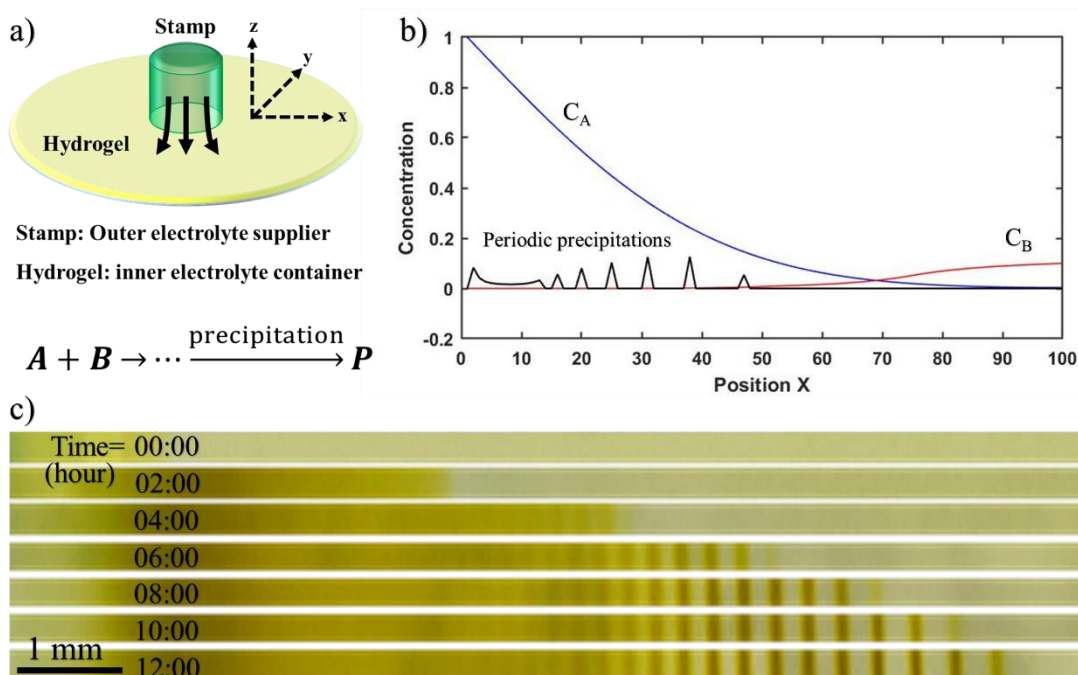 a)
Stamp
z
y
x
Hydrogel
Stamp: Outer electrolyte supplier
Hydrogel: inner electrolyte container
A + B → ⋯ precipitation P
b)
Concentration
1
0.8
0.6
0.4
0.2
0
-0.2
C_A
C_B
Periodic precipitations
0 10 20 30 40 50 60 70 80 90 100
Position X
c)
Time= 00:00
(hour) 02:00
04:00
06:00
08:00
10:00
1 mm 12:00